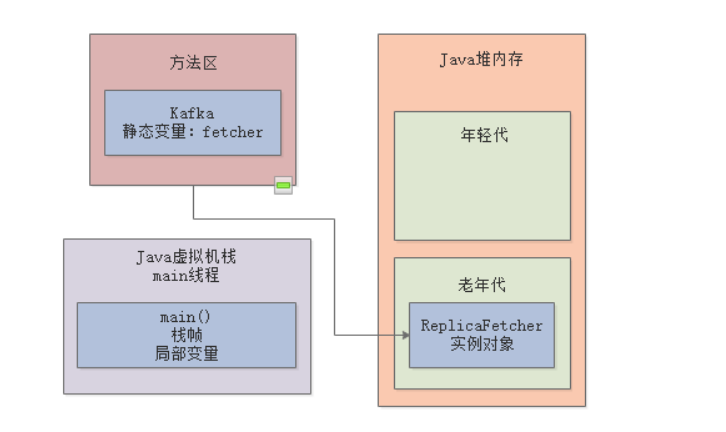 方法区
Kafka
静态变量：fetcher
Java虚拟机栈
main线程
main()
栈帧
局部变量
Java堆内存
年轻代
老年代
ReplicaFetcher
实例对象